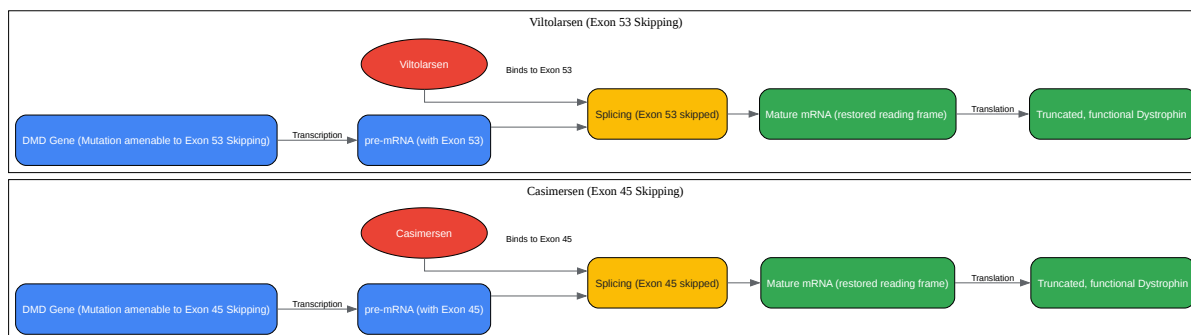 Viltolarsen (Exon 53 Skipping)
Viltolarsen
Binds to Exon 53
DMD Gene (Mutation amenable to Exon 53 Skipping)
Transcription
pre-mRNA (with Exon 53)
Splicing (Exon 53 skipped)
Mature mRNA (restored reading frame)
Translation
Truncated, functional Dystrophin
Casimersen (Exon 45 Skipping)
Casimersen
Binds to Exon 45
DMD Gene (Mutation amenable to Exon 45 Skipping)
Transcription
pre-mRNA (with Exon 45)
Splicing (Exon 45 skipped)
Mature mRNA (restored reading frame)
Translation
Truncated, functional Dystrophin